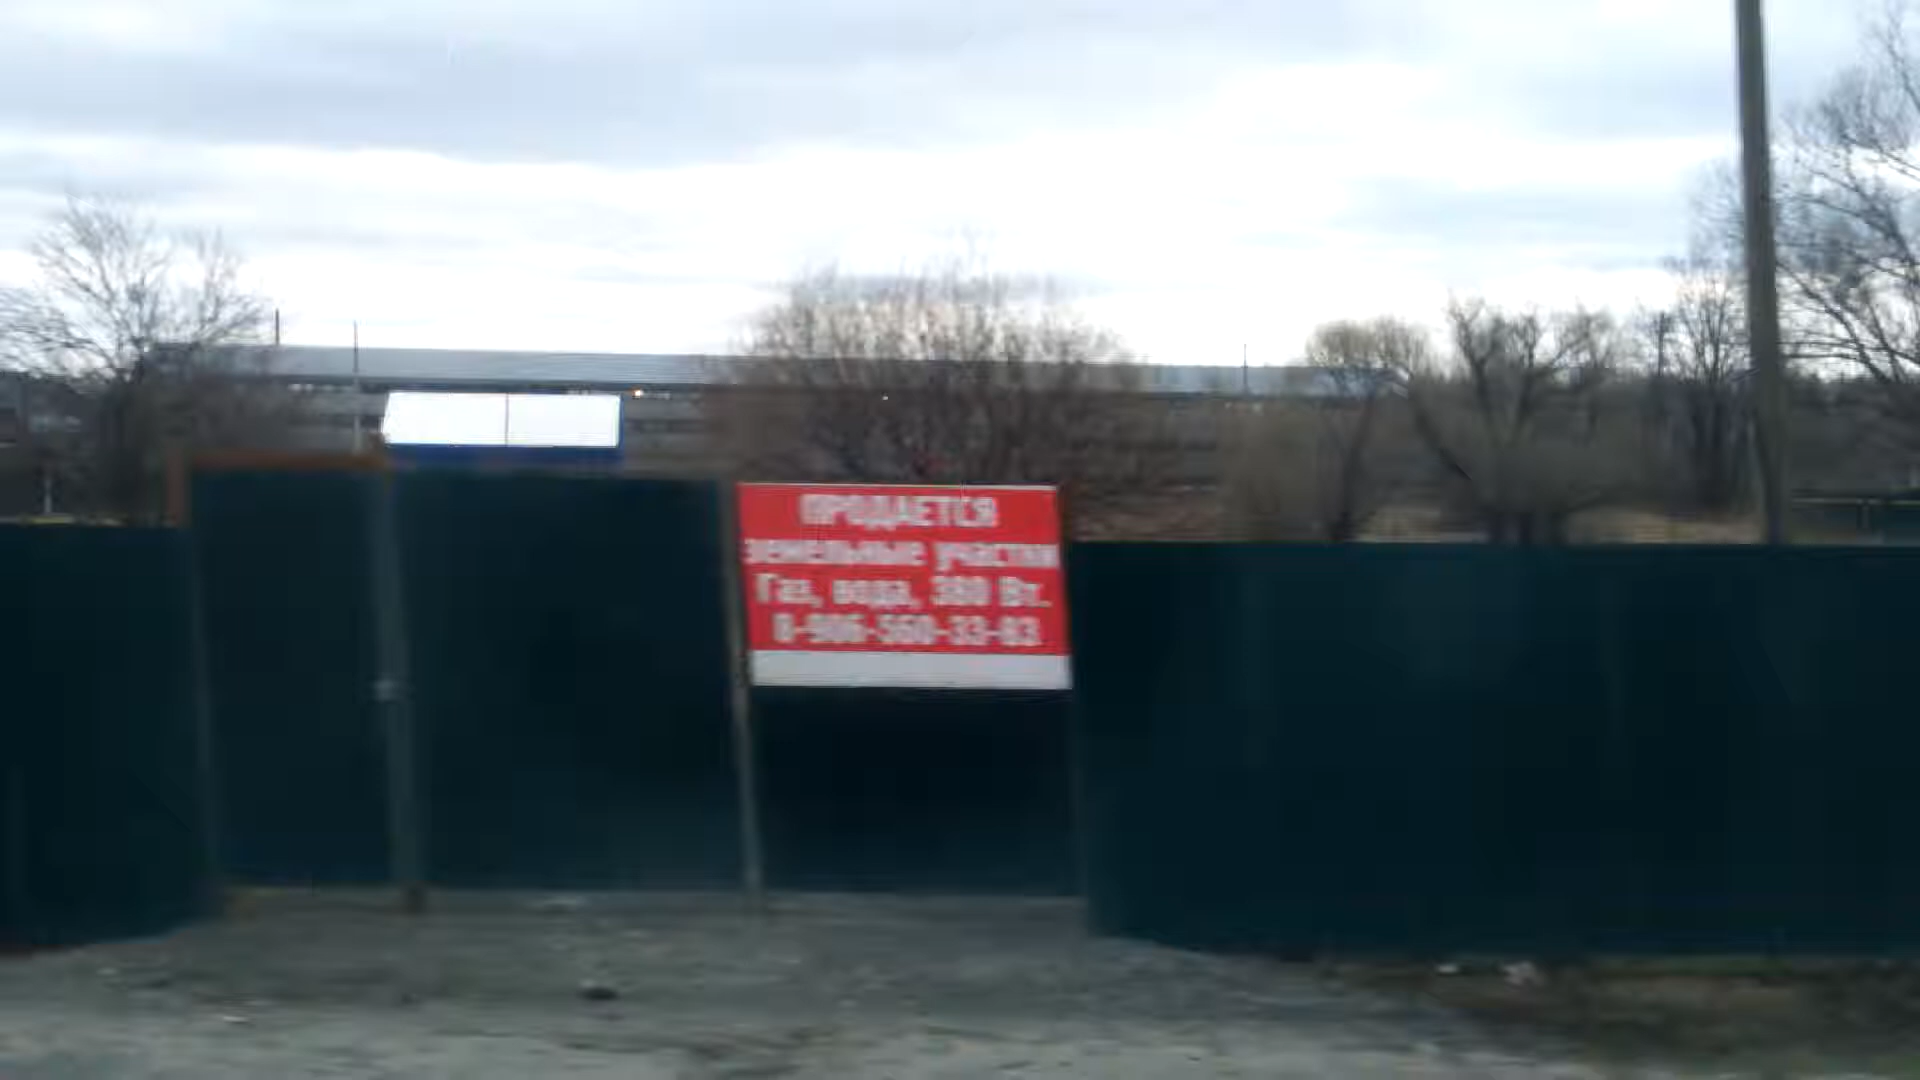 ПРОДАЕТСЯ
земельные участки
Газ, вода, 380 Вт.
8-906-560-33-83